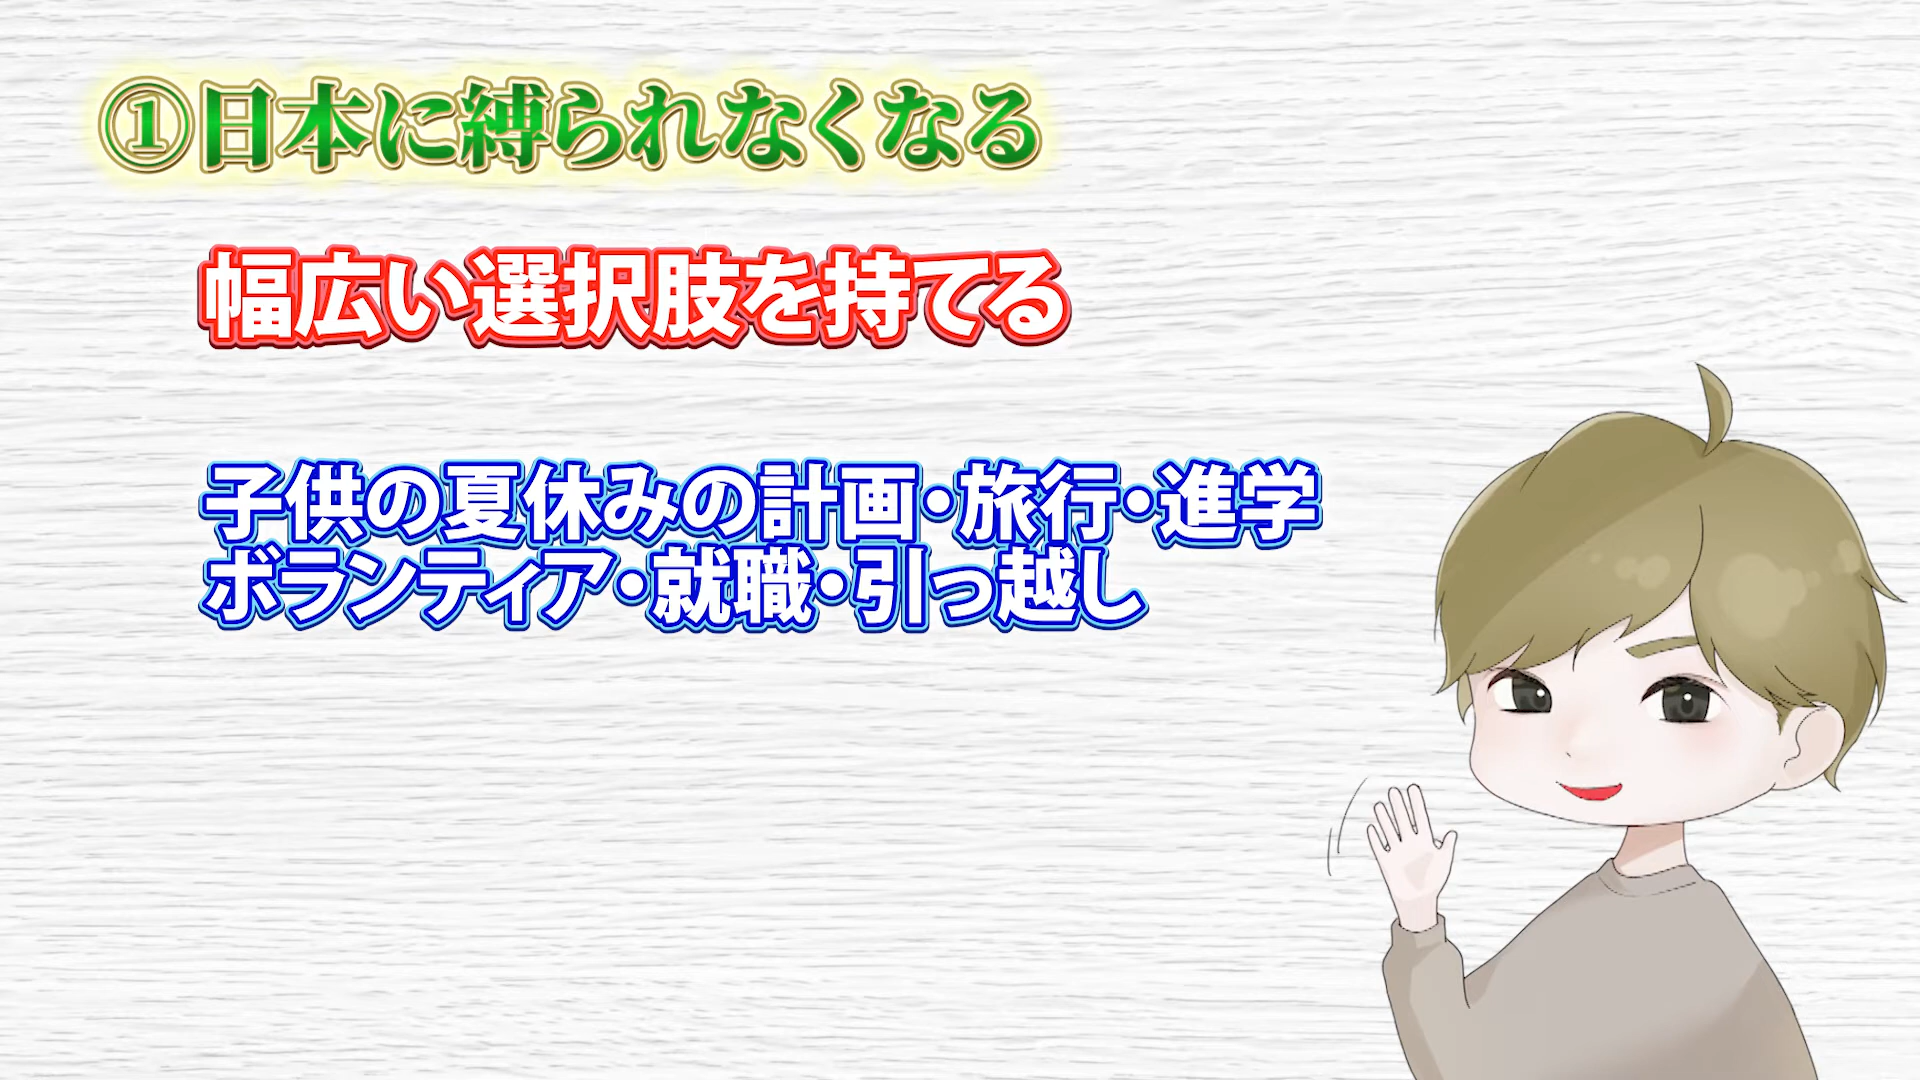 ①日本に縛られなくなる
幅広い選択肢を持てる
子供の夏休みの計画・旅行・進学
ボランティア・就職・引っ越し